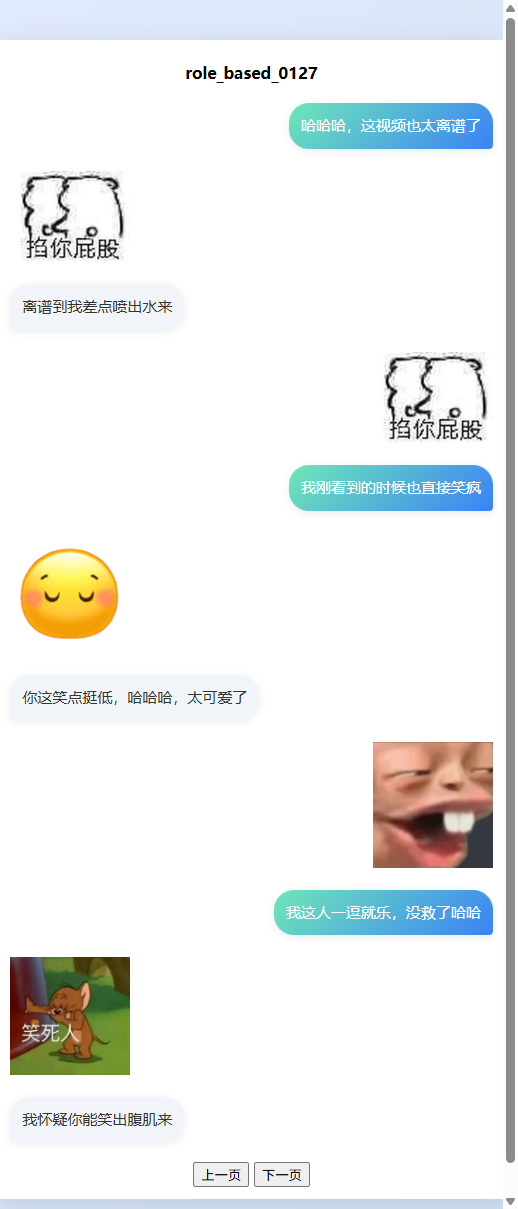 role_based_0127
哈哈哈，这视频也太离谱了
掐你屁股
离谱到我差点喷出水来
掐你屁股
我刚看到的时候也直接笑疯
你这笑点挺低，哈哈哈，太可爱了
我这人一逗就乐，没救了哈哈
笑死人
我怀疑你能笑出腹肌来
上一页 下一页